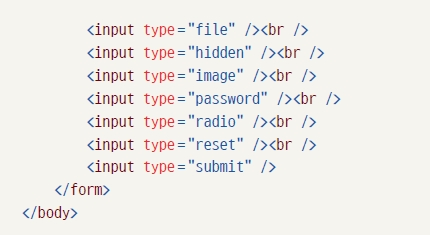 <input type="file" /><br />
<input type="hidden" /><br />
<input type="image" /><br />
<input type="password" /><br />
<input type="radio" /><br />
<input type="reset" /><br />
<input type="submit" />
</form>
</body>